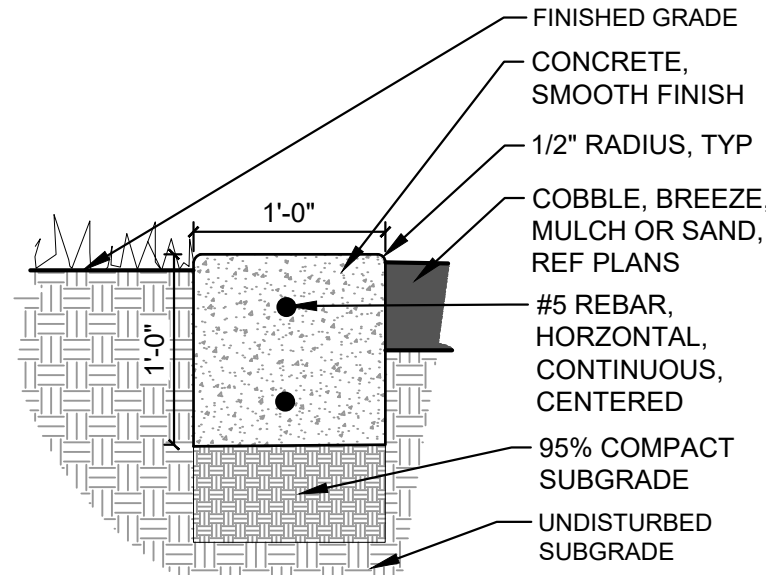 FINISHED GRADE
CONCRETE,
SMOOTH FINISH
1/2" RADIUS, TYP
1'-0"
COBBLE, BREEZE,
MULCH OR SAND,
REF PLANS
1'-0"
#5 REBAR,
HORZONTAL,
CONTINUOUS,
CENTERED
95% COMPACT
SUBGRADE
UNDISTURBED
SUBGRADE